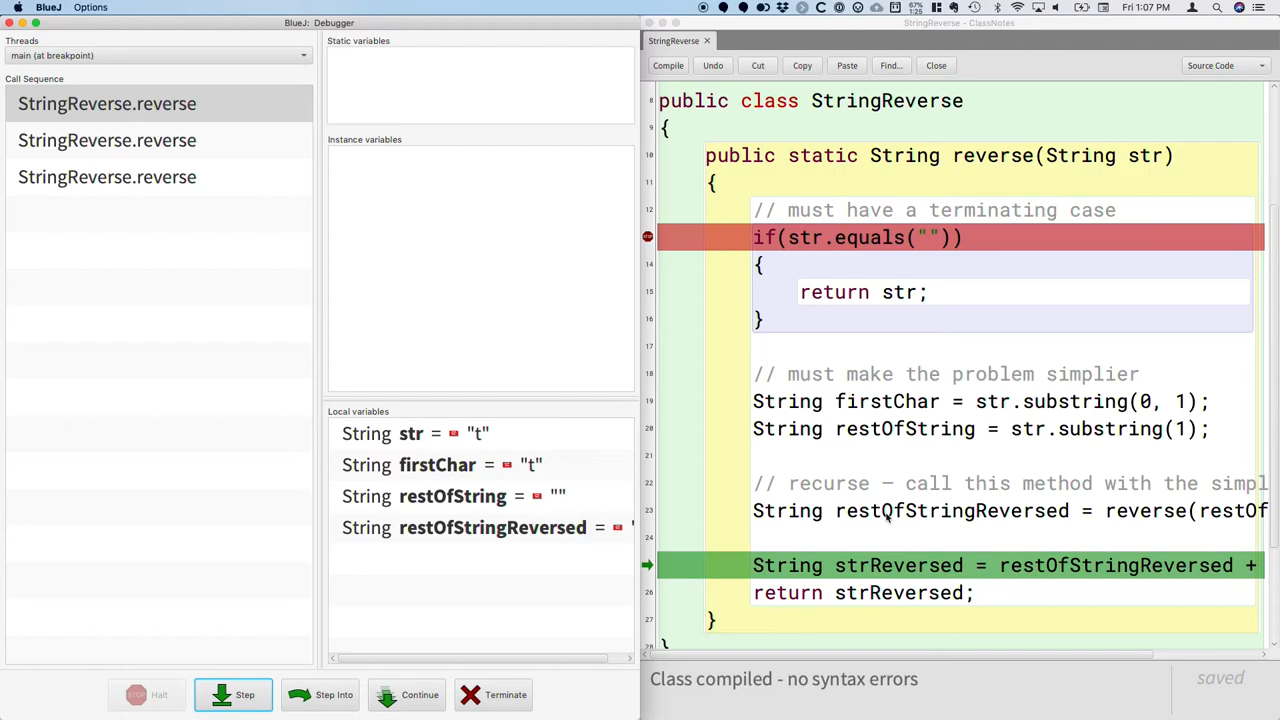 BlueJ Options
67%
1:25
Fri 1:07 PM
BlueJ: Debugger
Threads
main (at breakpoint)
Call Sequence
StringReverse.reverse
StringReverse.reverse
StringReverse.reverse
Static variables
Instance variables
Local variables
String str = "t"
String firstChar = "t"
String restOfString = ""
String restOfStringReversed = "
Halt
Step
Step Into
Continue
Terminate
StringReverse - ClassNotes
StringReverse ×
Compile Undo Cut Copy Paste Find... Close Source Code
8 public class StringReverse
9 {
10 public static String reverse(String str)
11 {
12 // must have a terminating case
if(str.equals(""))
14 {
15 return str;
16 }
17
18 // must make the problem simplier
19 String firstChar = str.substring(0, 1);
20 String restOfString = str.substring(1);
21
22 // recurse – call this method with the simpl
23 String restOfStringReversed = reverse(restOf
24
String strReversed = restOfStringReversed +
26 return strReversed;
27 }
28 }
Class compiled - no syntax errors
saved